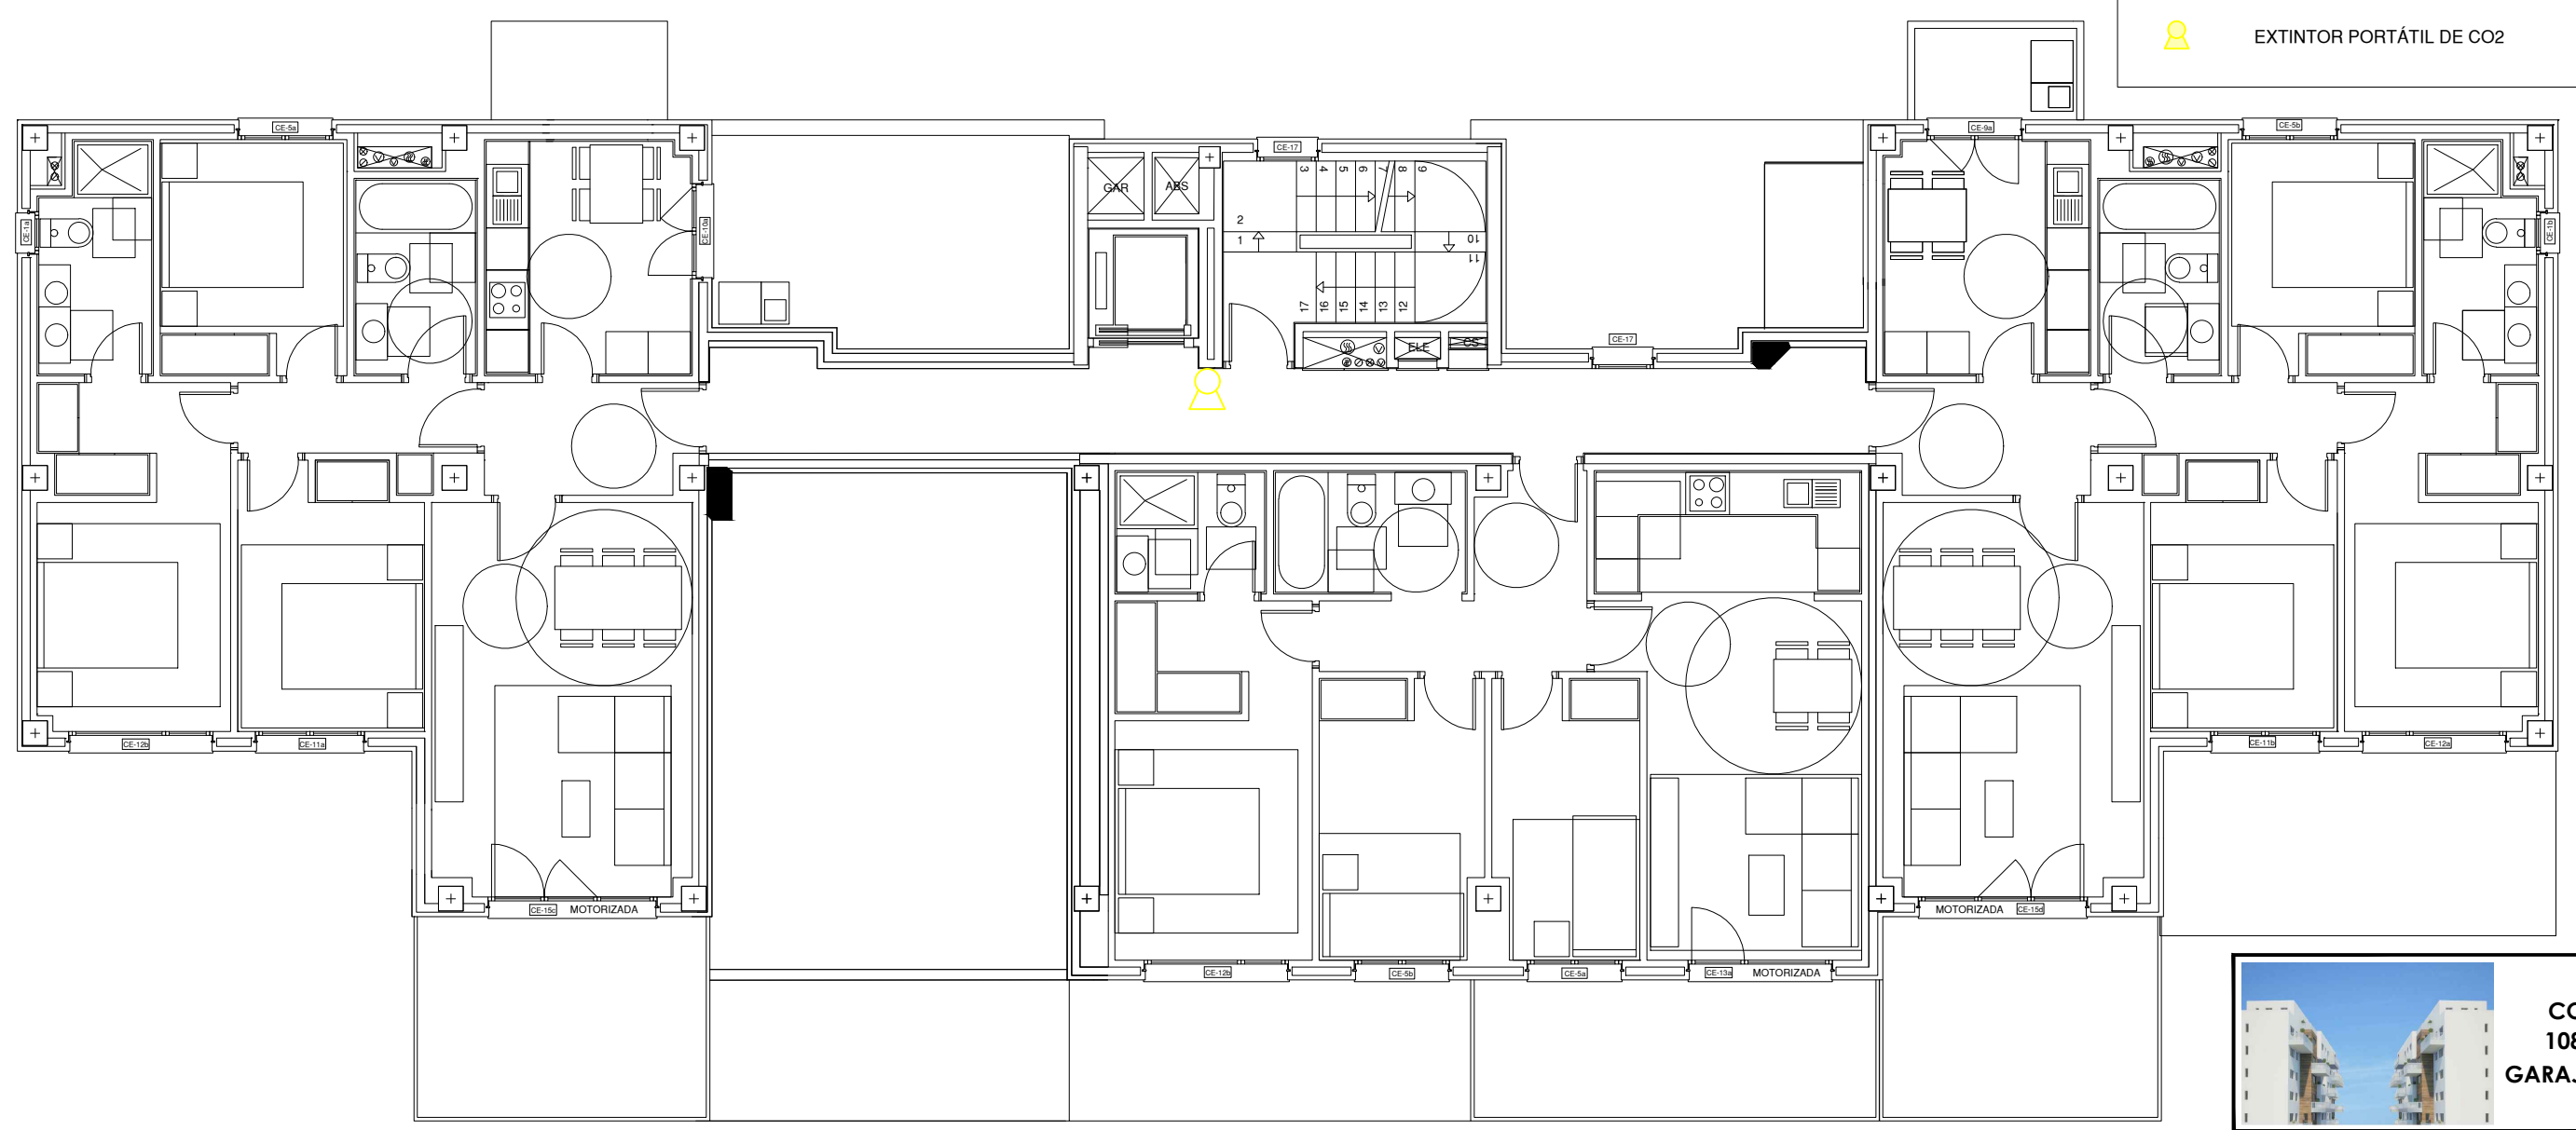 EXTINTOR PORTÁTIL DE CO2
CE-5a
CE-17
CE-9a
CE-5b
CE-1a
CE-10a
GAR
ABS
3
4
5
6
7
8
9
2
1
10
11
17
16
15
14
13
12
CE-1b
ELE
CS
CE-17
CE-12b
CE-11a
CE-11b
CE-12a
CE-15c
MOTORIZADA
MOTORIZADA
CE-15d
CE-12b
CE-5b
CE-5a
CE-13a
MOTORIZADA
CO
108
GARAJ